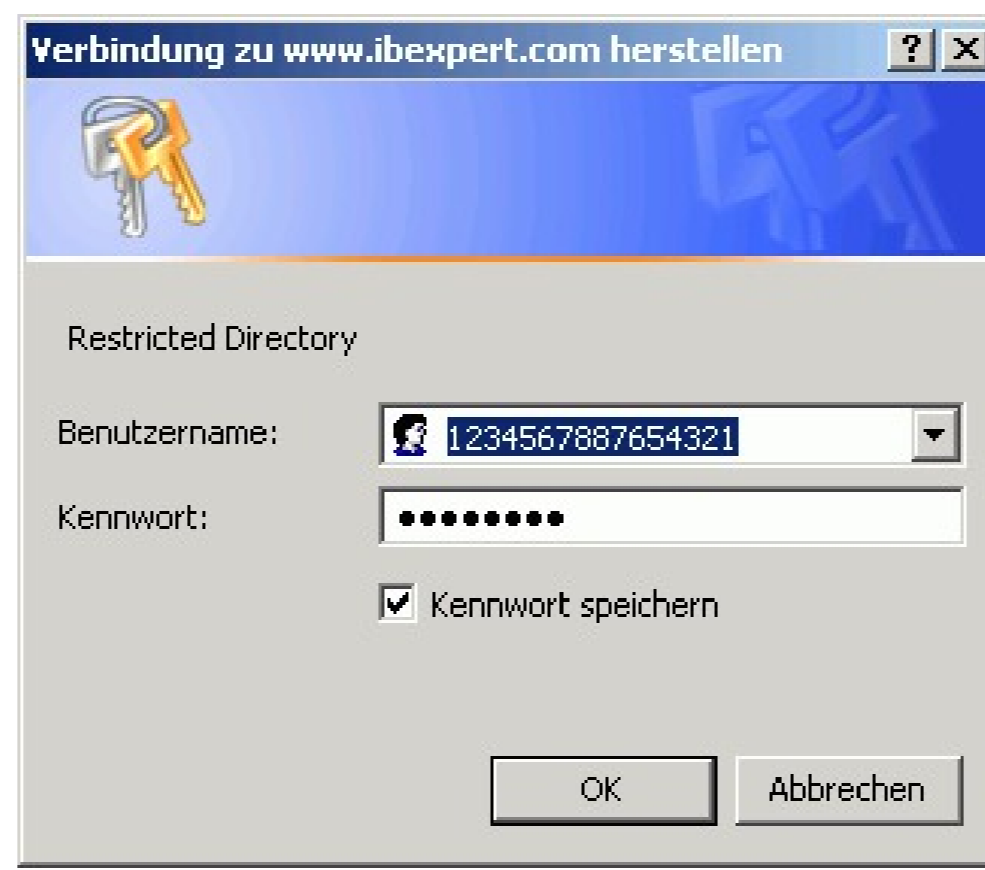 Verbindung zu www.ibexpert.com herstellen
Restricted Directory
Benutzername: 1234567887654321
Kennwort: ••••••••
Kennwort speichern
OK Abbrechen